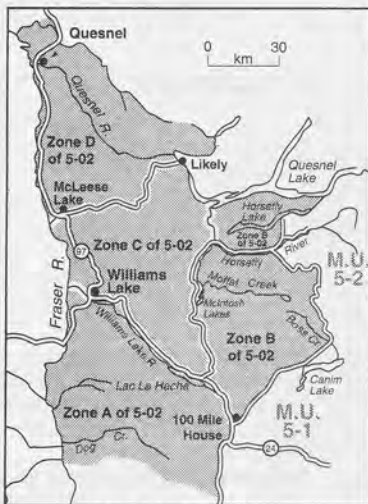 Quesnel
0 30
km
Quesnel R.
Zone D
of 5-02
Likely
Quesnel
Lake
McLeese
Lake
Horsefly
Lake
Zone B
of 5-02
Zone C of 5-02
97
Horsefly
River
M.U.
5-2
Moffat Creek
Williams
Lake
McIntosh
Lakes
Fraser R.
Williams Lake R.
Zone B
of 5-02
Boss Cr.
Lac La Hache
Canim
Lake
Zone A of 5-02
100 Mile
House
M.U.
5-1
Dog Cr.
24